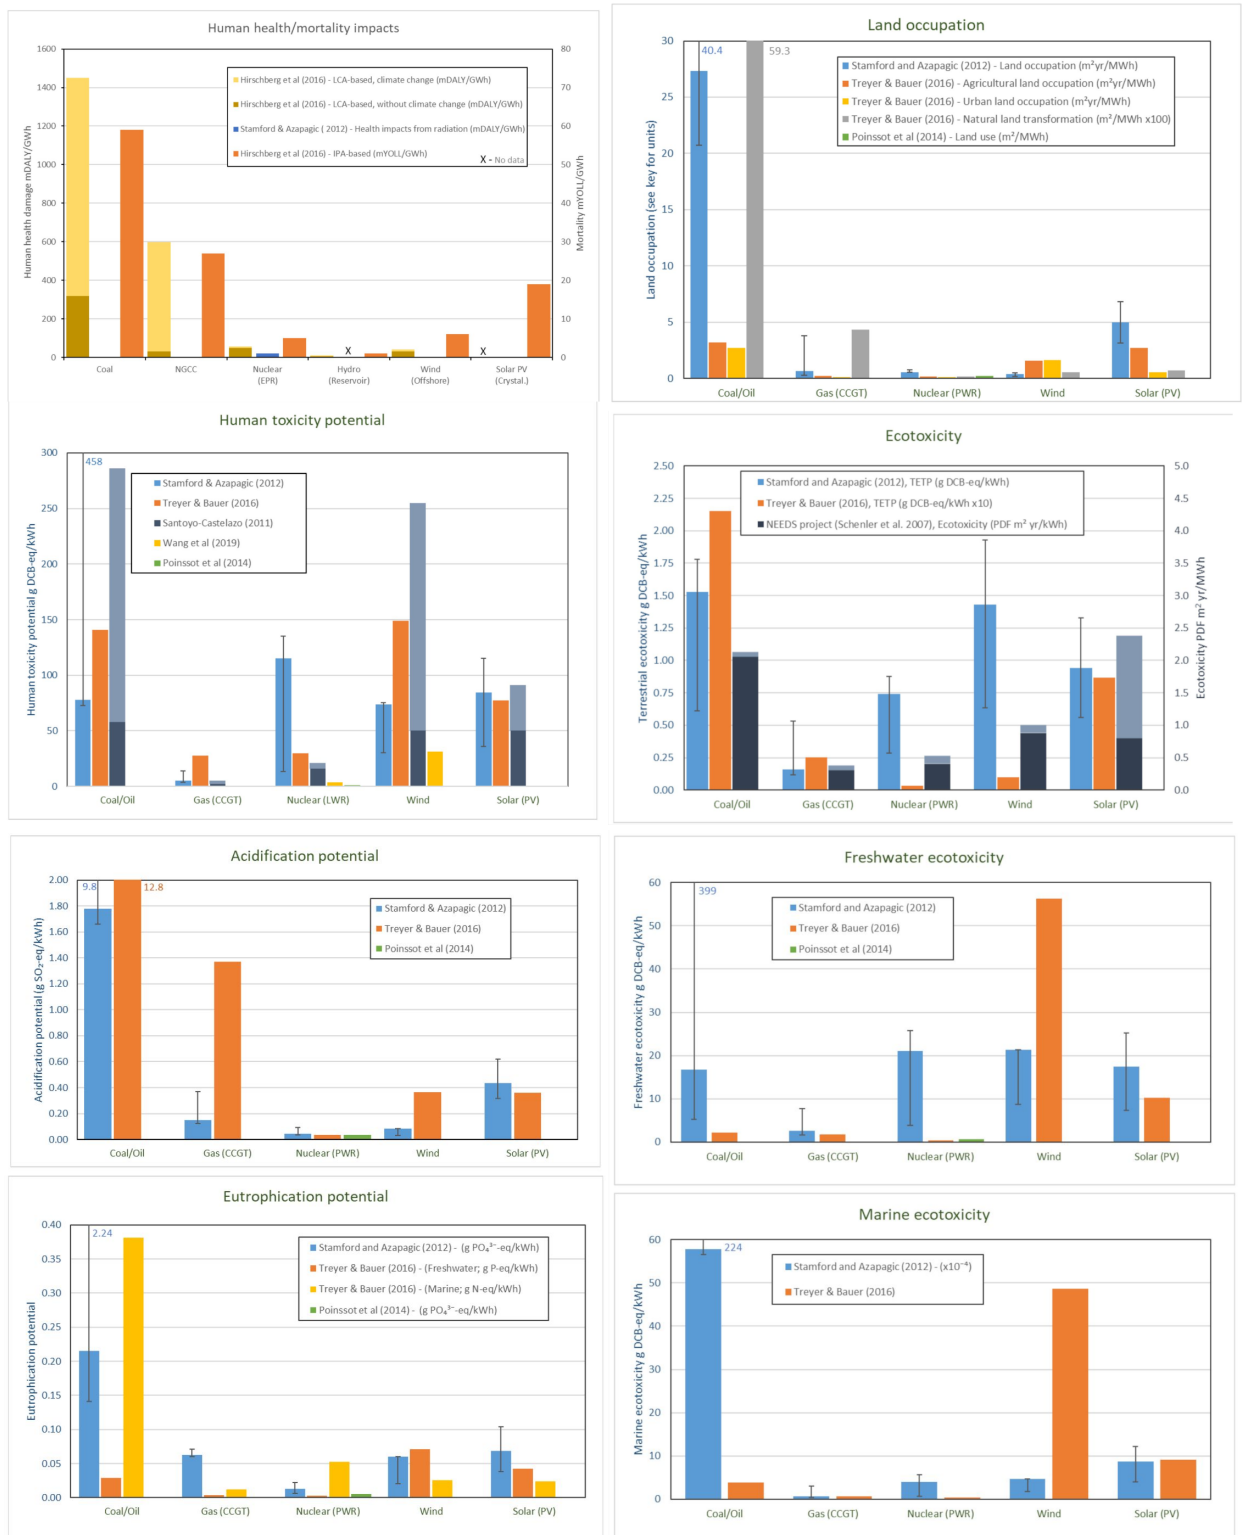 Human health/mortality impacts
1600
1400
1200
1000
800
600
400
200
0
Human health damage mDALY/GWh
80
70
60
50
40
30
20
10
0
Mortality mYOLL/GWh
Hirschberg et al (2016) - LCA-based, climate change (mDALY/GWh)
Hirschberg et al (2016) - LCA-based, without climate change (mDALY/GWh)
Stamford & Azapagic ( 2012) - Health impacts from radiation (mDALY/GWh)
Hirschberg et al (2016) - IPA-based (mYOLL/GWh)
X - No data
X
X
Coal
NGCC
Nuclear
(EPR)
Hydro
(Reservoir)
Wind
(Offshore)
Solar PV
(Crystal.)
Land occupation
30
25
20
15
10
5
0
Land occupation (see key for units)
40.4
59.3
Stamford and Azapagic (2012) - Land occupation (m²yr/MWh)
Treyer & Bauer (2016) - Agricultural land occupation (m²yr/MWh)
Treyer & Bauer (2016) - Urban land occupation (m²yr/MWh)
Treyer & Bauer (2016) - Natural land transformation (m²/MWh x100)
Poinssot et al (2014) - Land use (m²/MWh)
Coal/Oil
Gas (CCGT)
Nuclear (PWR)
Wind
Solar (PV)
Human toxicity potential
300
250
200
150
100
50
0
Human toxicity potential g DCB-eq/kWh
458
Stamford & Azapagic (2012)
Treyer & Bauer (2016)
Santoyo-Castelazo (2011)
Wang et al (2019)
Poinssot et al (2014)
Coal/Oil
Gas (CCGT)
Nuclear (LWR)
Wind
Solar (PV)
Ecotoxicity
2.50
2.25
2.00
1.75
1.50
1.25
1.00
0.75
0.50
0.25
0.00
Terrestrial ecotoxicity g DCB-eq/kWh
5.0
4.5
4.0
3.5
3.0
2.5
2.0
1.5
1.0
0.5
0.0
Ecotoxicity PDF m² yr/MWh
Stamford and Azapagic (2012), TETP (g DCB-eq/kWh)
Treyer & Bauer (2016), TETP (g DCB-eq/kWh x10)
NEEDS project (Schenler et al. 2007), Ecotoxicity (PDF m² yr/kWh)
Coal/Oil
Gas (CCGT)
Nuclear (PWR)
Wind
Solar (PV)
Acidification potential
2.00
1.80
1.60
1.40
1.20
1.00
0.80
0.60
0.40
0.20
0.00
Acidification potential (g SO₂-eq/kWh)
9.8
12.8
Stamford & Azapagic (2012)
Treyer & Bauer (2016)
Poinssot et al (2014)
Coal/Oil
Gas (CCGT)
Nuclear (PWR)
Wind
Solar (PV)
Freshwater ecotoxicity
60
50
40
30
20
10
0
Freshwater ecotoxicity g DCB-eq/kWh
399
Stamford and Azapagic (2012)
Treyer & Bauer (2016)
Poinssot et al (2014)
Coal/Oil
Gas (CCGT)
Nuclear (PWR)
Wind
Solar (PV)
Eutrophication potential
0.40
0.35
0.30
0.25
0.20
0.15
0.10
0.05
0.00
Eutrophication potential
2.24
Stamford and Azapagic (2012) - (g PO₄³⁻-eq/kWh)
Treyer & Bauer (2016) - (Freshwater; g P-eq/kWh)
Treyer & Bauer (2016) - (Marine; g N-eq/kWh)
Poinssot et al (2014) - (g PO₄³⁻-eq/kWh)
Coal/Oil
Gas (CCGT)
Nuclear (PWR)
Wind
Solar (PV)
Marine ecotoxicity
60
50
40
30
20
10
0
Marine ecotoxicity g DCB-eq/kWh
224
Stamford and Azapagic (2012) - (x10⁻⁴)
Treyer & Bauer (2016)
Coal/Oil
Gas (CCGT)
Nuclear (PWR)
Wind
Solar (PV)